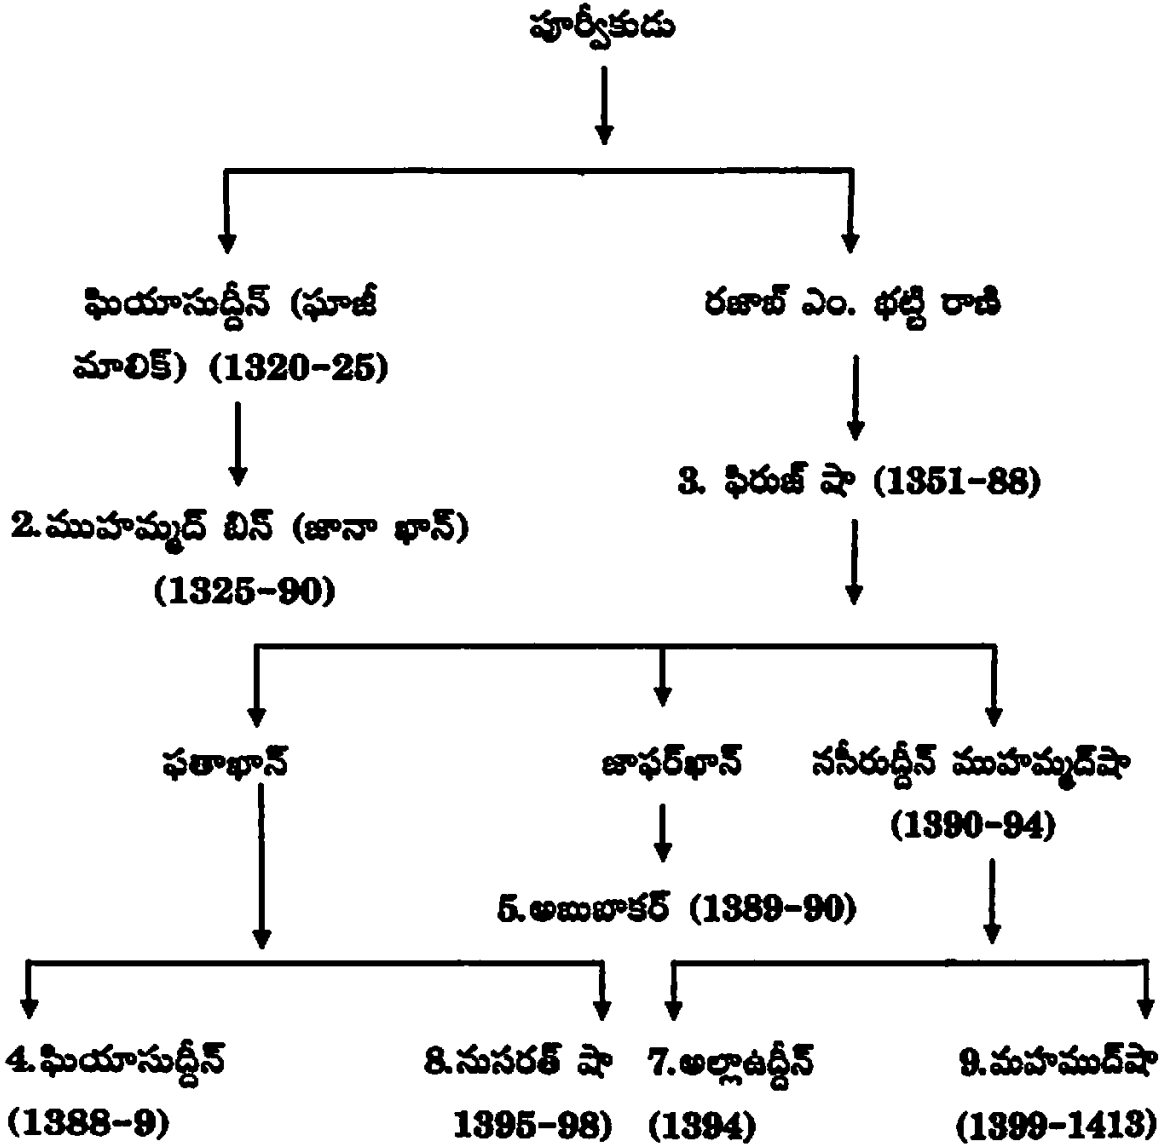 పూర్వీకుడు
ఘియాసుద్దీన్ (ఘాజీ
మాలిక్) (1320-25)
రజాబ్ ఎం. భట్టి రాణి
3. ఫిరుజ్ షా (1351-88)
2.ముహమ్మద్ బిన్ (జానా ఖాన్)
(1325-90)
ఫతాఖాన్
జాఫర్‌ఖాన్
నసీరుద్దీన్ ముహమ్మద్‌షా
(1390-94)
5.అబుబాకర్ (1389-90)
4.ఘియాసుద్దీన్
(1388-9)
8.నుసరత్ షా
1395-98)
7.అల్లాఉద్దీన్
(1394)
9.మహముద్‌షా
(1399-1413)